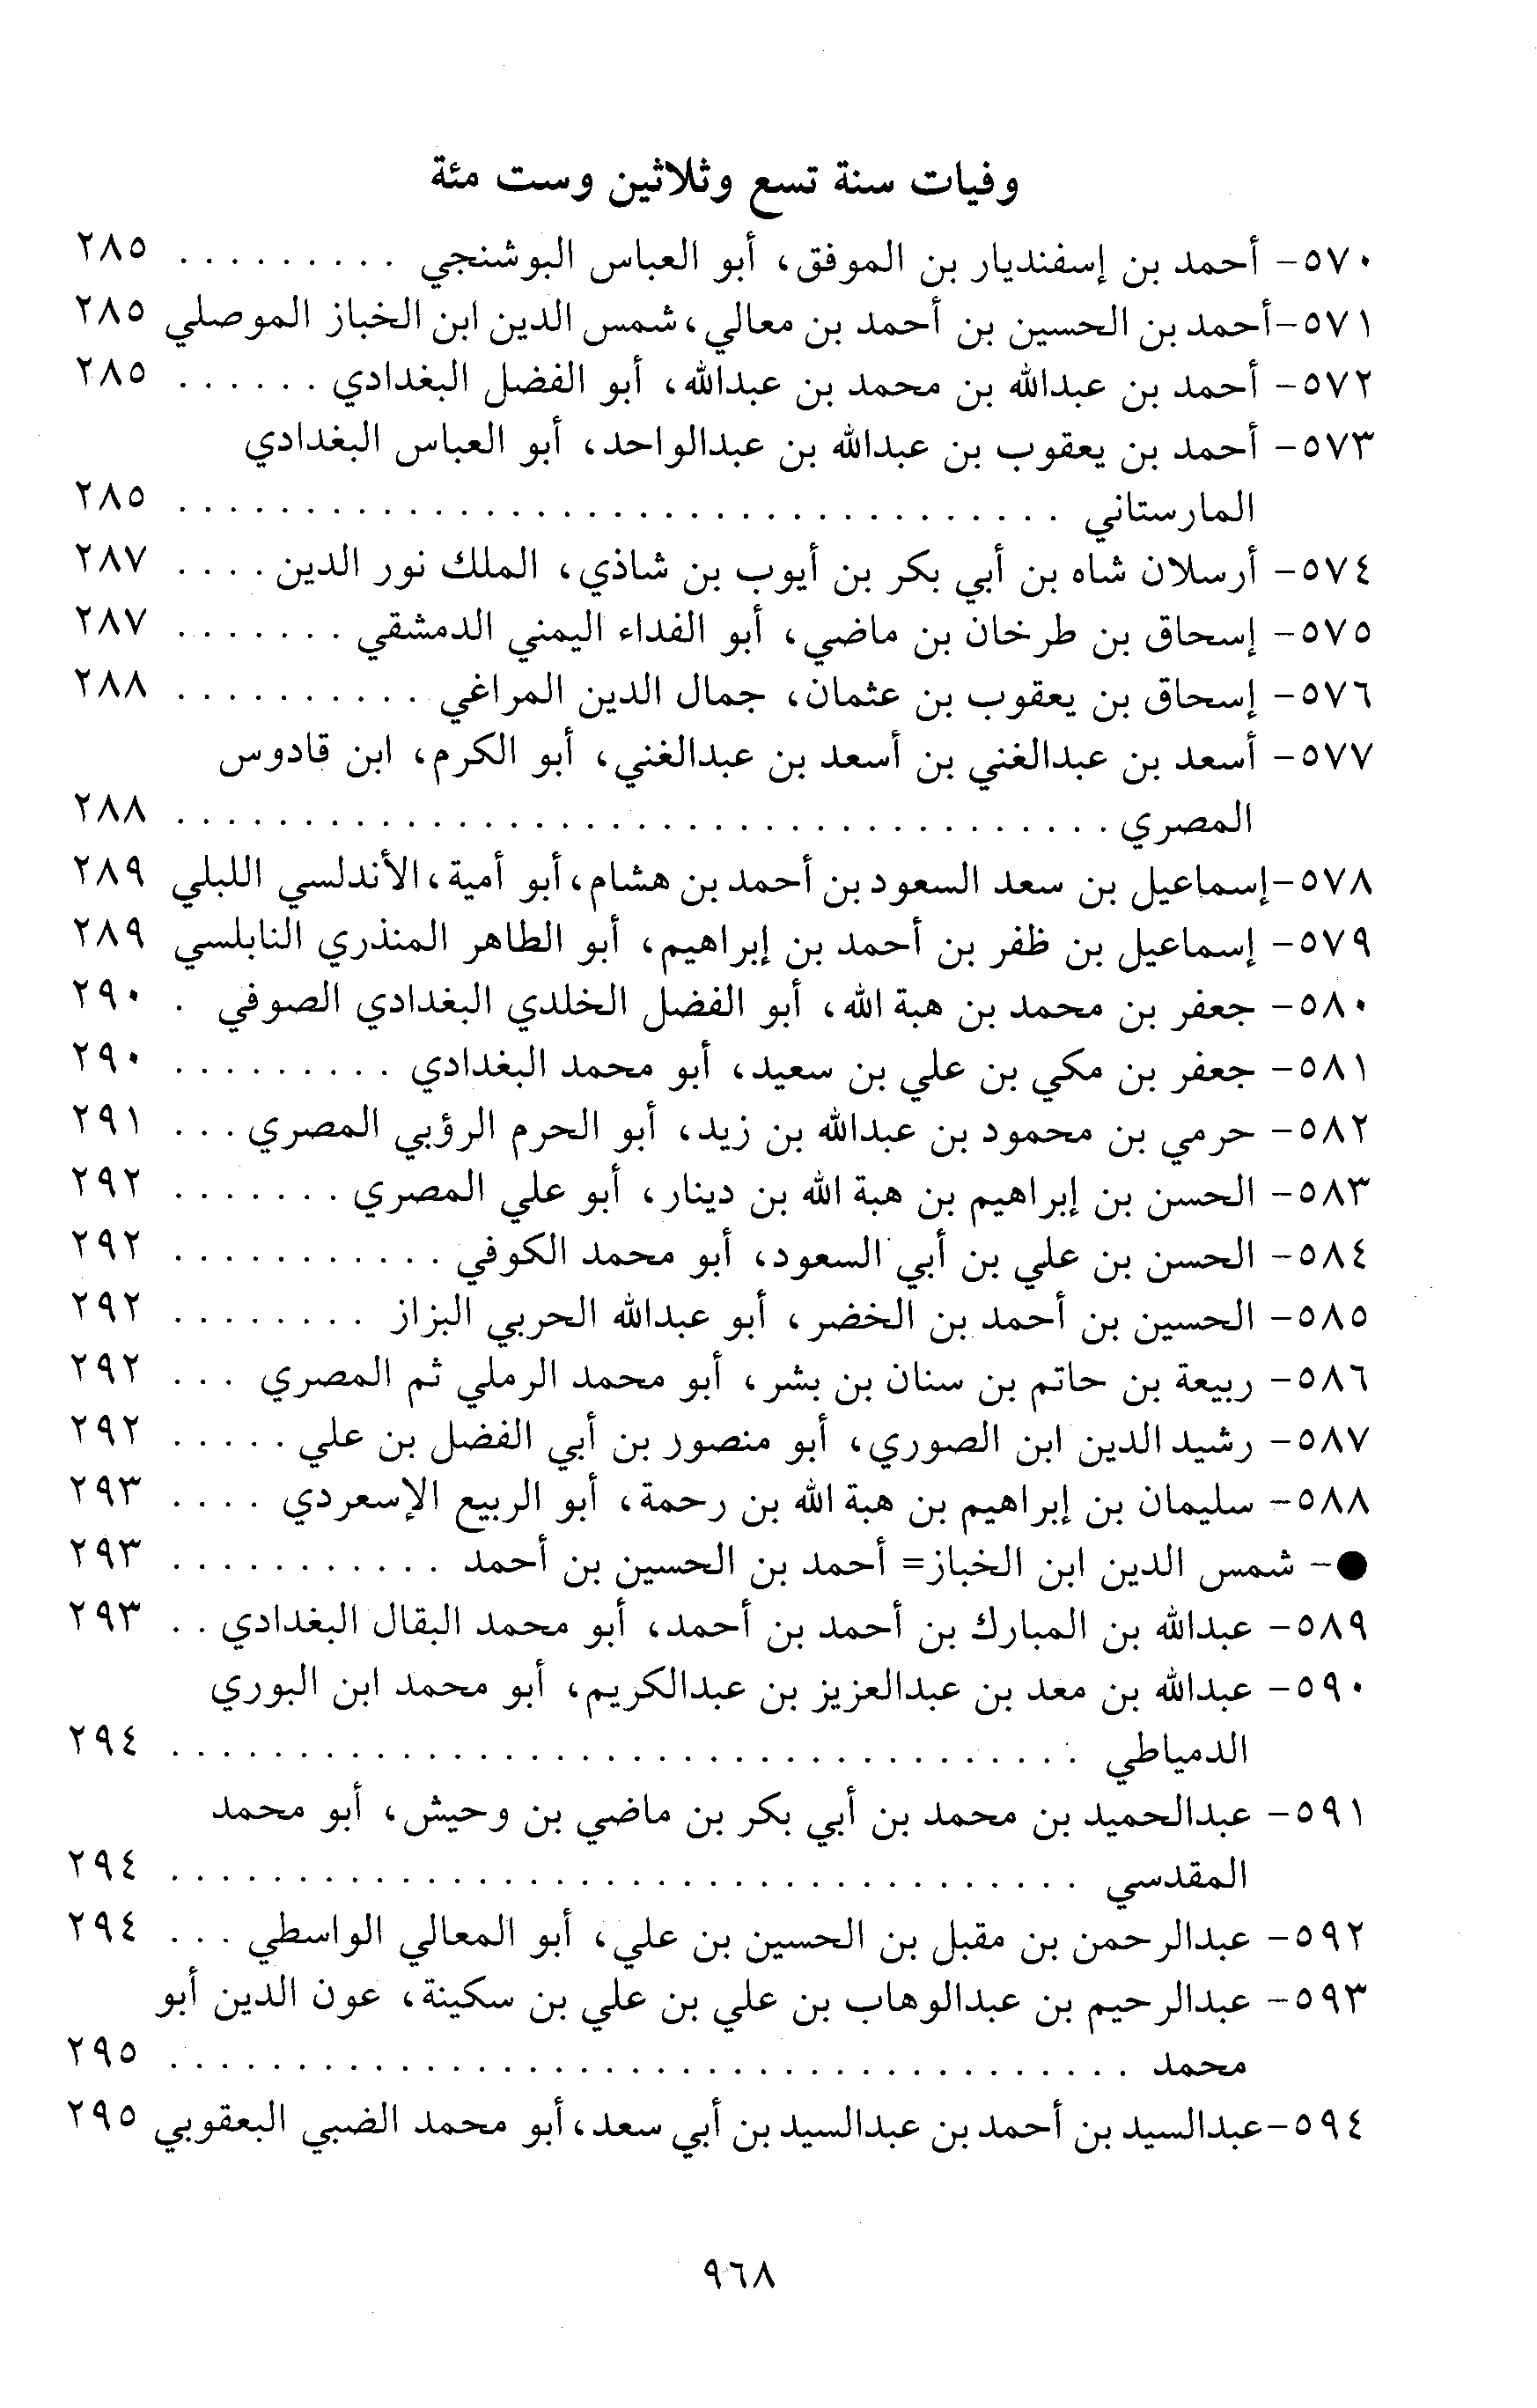 وفيات سنة تسع وثلاثين وست مئة
٥٧٠- أحمد بن إسفنديار بن الموفق، أبو العباس البوشنجي . . . . . . . . . ٢٨٥
٥٧١-أحمد بن الحسين بن أحمد بن معالي، شمس الدين ابن الخباز الموصلي ٢٨٥
٥٧٢- أحمد بن عبدالله بن محمد بن عبدالله، أبو الفضل البغدادي . . . . . . ٢٨٥
٥٧٣- أحمد بن يعقوب بن عبدالله بن عبدالواحد، أبو العباس البغدادي
المارستاني . . . . . . . . . . . . . . . . . . . . . . . . . . . . . . . . . . . ٢٨٥
٥٧٤- أرسلان شاه بن أبي بكر بن أيوب بن شاذي، الملك نور الدين . . . . ٢٨٧
٥٧٥- إسحاق بن طرخان بن ماضي، أبو الفداء اليمني الدمشقي . . . . . . . ٢٨٧
٥٧٦- إسحاق بن يعقوب بن عثمان، جمال الدين المراغي . . . . . . . . . . ٢٨٨
٥٧٧- أسعد بن عبدالغني بن أسعد بن عبدالغني، أبو الكرم، ابن قادوس
المصري . . . . . . . . . . . . . . . . . . . . . . . . . . . . . . . . . . . . . ٢٨٨
٥٧٨-إسماعيل بن سعد السعود بن أحمد بن هشام، أبو أمية، الأندلسي اللبلي ٢٨٩
٥٧٩- إسماعيل بن ظفر بن أحمد بن إبراهيم، أبو الطاهر المنذري النابلسي ٢٨٩
٥٨٠- جعفر بن محمد بن هبة الله، أبو الفضل الخلدي البغدادي الصوفي . ٢٩٠
٥٨١- جعفر بن مكي بن علي بن سعيد، أبو محمد البغدادي . . . . . . . . . ٢٩٠
٥٨٢- حرمي بن محمود بن عبدالله بن زيد، أبو الحرم الرؤبي المصري . . . ٢٩١
٥٨٣- الحسن بن إبراهيم بن هبة الله بن دينار، أبو علي المصري . . . . . . . ٢٩٢
٥٨٤- الحسن بن علي بن أبي السعود، أبو محمد الكوفي . . . . . . . . . . . ٢٩٢
٥٨٥- الحسين بن أحمد بن الخضر، أبو عبدالله الحربي البزاز . . . . . . . . ٢٩٢
٥٨٦- ربيعة بن حاتم بن سنان بن بشر، أبو محمد الرملي ثم المصري . . . ٢٩٢
٥٨٧- رشيد الدين ابن الصوري، أبو منصور بن أبي الفضل بن علي . . . . . ٢٩٢
٥٨٨- سليمان بن إبراهيم بن هبة الله بن رحمة، أبو الربيع الإسعردي . . . . ٢٩٣
●- شمس الدين ابن الخباز= أحمد بن الحسين بن أحمد . . . . . . . . . . . ٢٩٣
٥٨٩- عبدالله بن المبارك بن أحمد بن أحمد، أبو محمد البقال البغدادي . . ٢٩٣
٥٩٠- عبدالله بن معد بن عبدالعزيز بن عبدالكريم، أبو محمد ابن البوري
الدمياطي . . . . . . . . . . . . . . . . . . . . . . . . . . . . . . . . . . . . ٢٩٤
٥٩١- عبدالحميد بن محمد بن أبي بكر بن ماضي بن وحيش، أبو محمد
المقدسي . . . . . . . . . . . . . . . . . . . . . . . . . . . . . . . . . . . . ٢٩٤
٥٩٢- عبدالرحمن بن مقبل بن الحسين بن علي، أبو المعالي الواسطي . . . ٢٩٤
٥٩٣- عبدالرحيم بن عبدالوهاب بن علي بن علي بن سكينة، عون الدين أبو
محمد . . . . . . . . . . . . . . . . . . . . . . . . . . . . . . . . . . . . . . ٢٩٥
٥٩٤-عبدالسيد بن أحمد بن عبدالسيد بن أبي سعد، أبو محمد الضبي البعقوبي ٢٩٥
٩٦٨